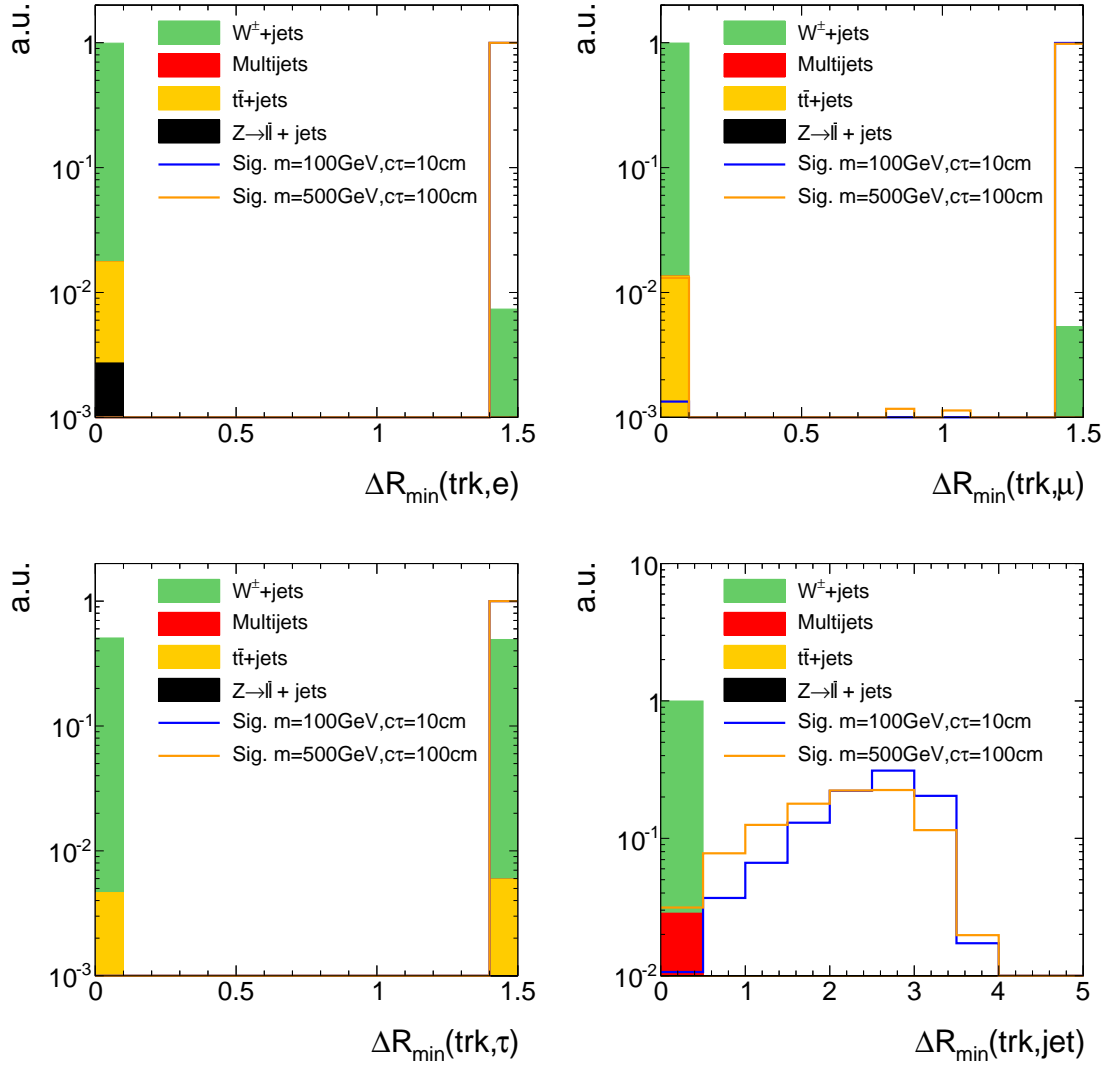 a.u.
1
10⁻¹
10⁻²
10⁻³
W±+jets
Multijets
tt̄+jets
Z→ll̄ + jets
Sig. m=100GeV,cτ=10cm
Sig. m=500GeV,cτ=100cm
0 0.5 1 1.5
ΔR_min(trk,e)
a.u.
1
10⁻¹
10⁻²
10⁻³
W±+jets
Multijets
tt̄+jets
Z→ll̄ + jets
Sig. m=100GeV,cτ=10cm
Sig. m=500GeV,cτ=100cm
0 0.5 1 1.5
ΔR_min(trk,μ)
a.u.
1
10⁻¹
10⁻²
10⁻³
W±+jets
Multijets
tt̄+jets
Z→ll̄ + jets
Sig. m=100GeV,cτ=10cm
Sig. m=500GeV,cτ=100cm
0 0.5 1 1.5
ΔR_min(trk,τ)
a.u.
10
1
10⁻¹
10⁻²
W±+jets
Multijets
tt̄+jets
Z→ll̄ + jets
Sig. m=100GeV,cτ=10cm
Sig. m=500GeV,cτ=100cm
0 1 2 3 4 5
ΔR_min(trk,jet)